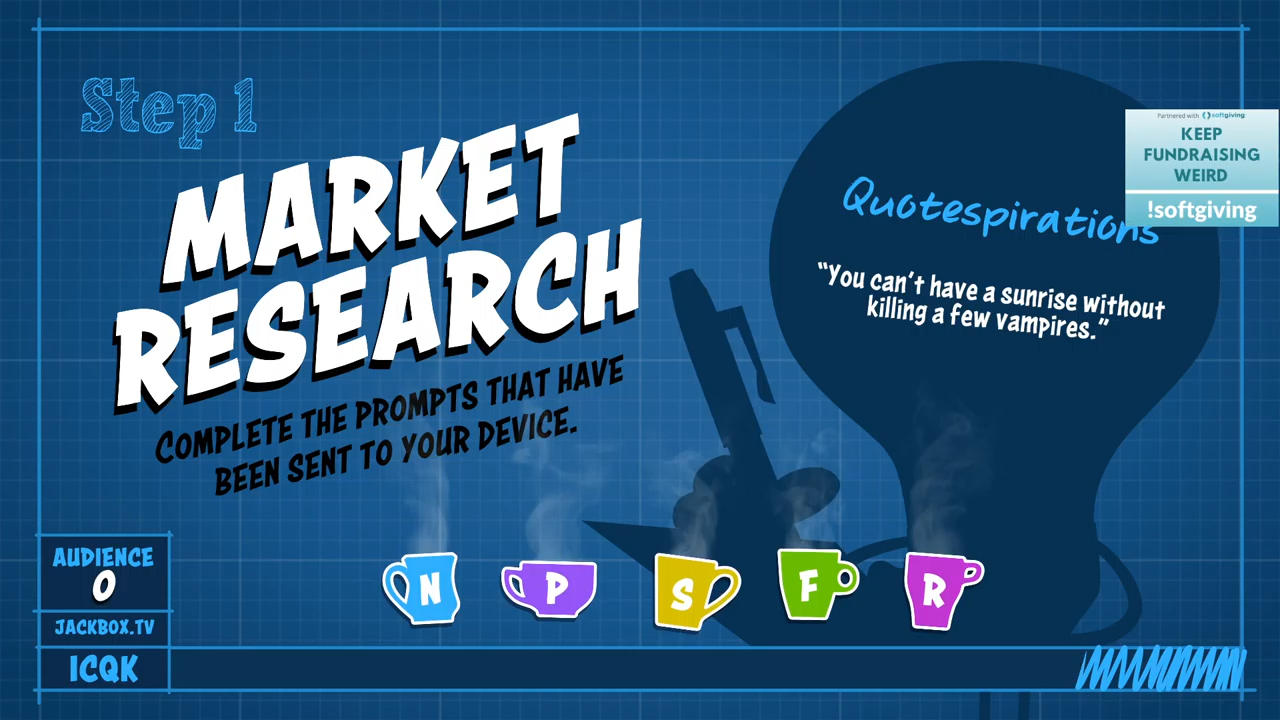 Step 1
MARKET
RESEARCH
COMPLETE THE PROMPTS THAT HAVE
BEEN SENT TO YOUR DEVICE.
Partnered with softgiving
KEEP
FUNDRAISING
WEIRD
!softgiving
Quotespirations
“You can’t have a sunrise without
killing a few vampires.”
N P S F R
AUDIENCE
0
JACKBOX.TV
ICQK